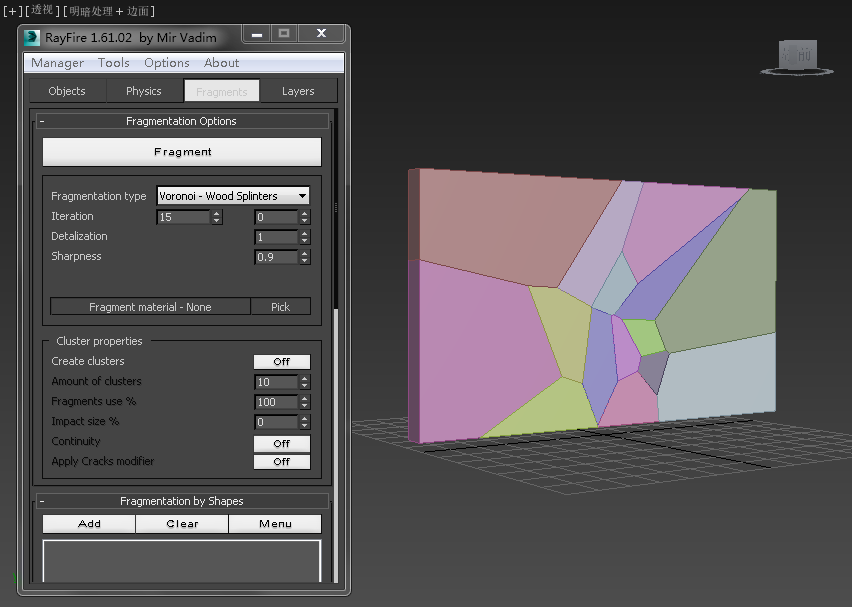 [+][透视][明暗处理+边面]
RayFire 1.61.02 by Mir Vadim
Manager Tools Options About
Objects Physics Fragments Layers
- Fragmentation Options
Fragment
Fragmentation type Voronoi - Wood Splinters
Iteration 15 0
Detalization 1
Sharpness 0.9
Fragment material - None Pick
Cluster properties
Create clusters Off
Amount of clusters 10
Fragments use % 100
Impact size % 0
Continuity Off
Apply Cracks modifier Off
- Fragmentation by Shapes
Add Clear Menu